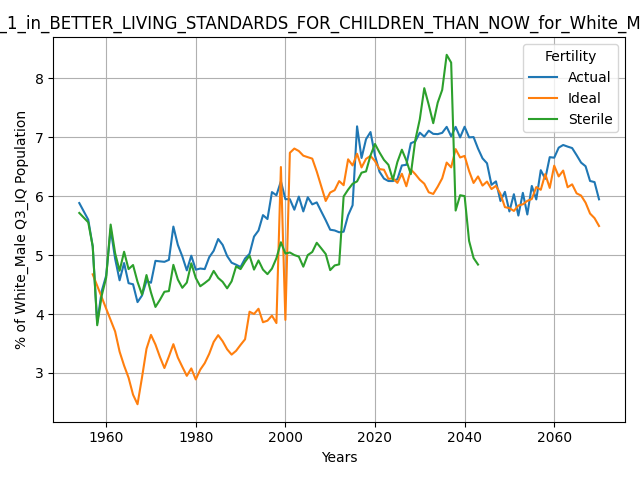 _1_in_BETTER_LIVING_STANDARDS_FOR_CHILDREN_THAN_NOW_for_White_M
Fertility
Actual
Ideal
Sterile
% of White_Male Q3_IQ Population
8
7
6
5
4
3
1960
1980
2000
2020
2040
2060
Years